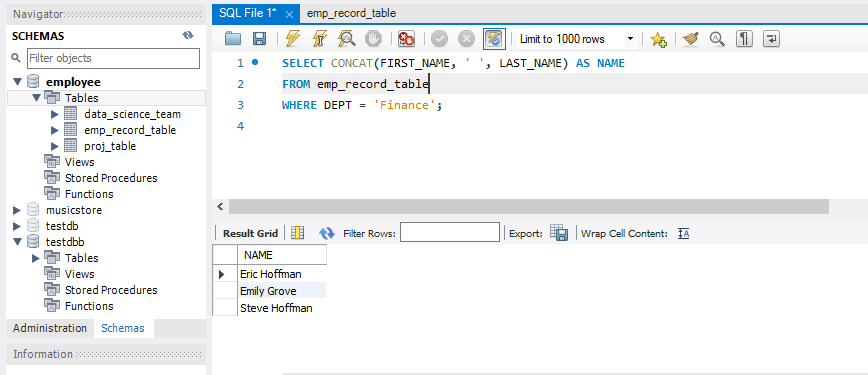 Navigator
SCHEMAS
Filter objects
employee
Tables
data_science_team
emp_record_table
proj_table
Views
Stored Procedures
Functions
musicstore
testdb
testdbb
Tables
Views
Stored Procedures
Functions
Administration Schemas
Information
SQL File 1* × emp_record_table
Limit to 1000 rows
1 SELECT CONCAT(FIRST_NAME, ' ', LAST_NAME) AS NAME
2 FROM emp_record_table
3 WHERE DEPT = 'Finance';
4
Result Grid Filter Rows: Export: Wrap Cell Content: IA
NAME
Eric Hoffman
Emily Grove
Steve Hoffman